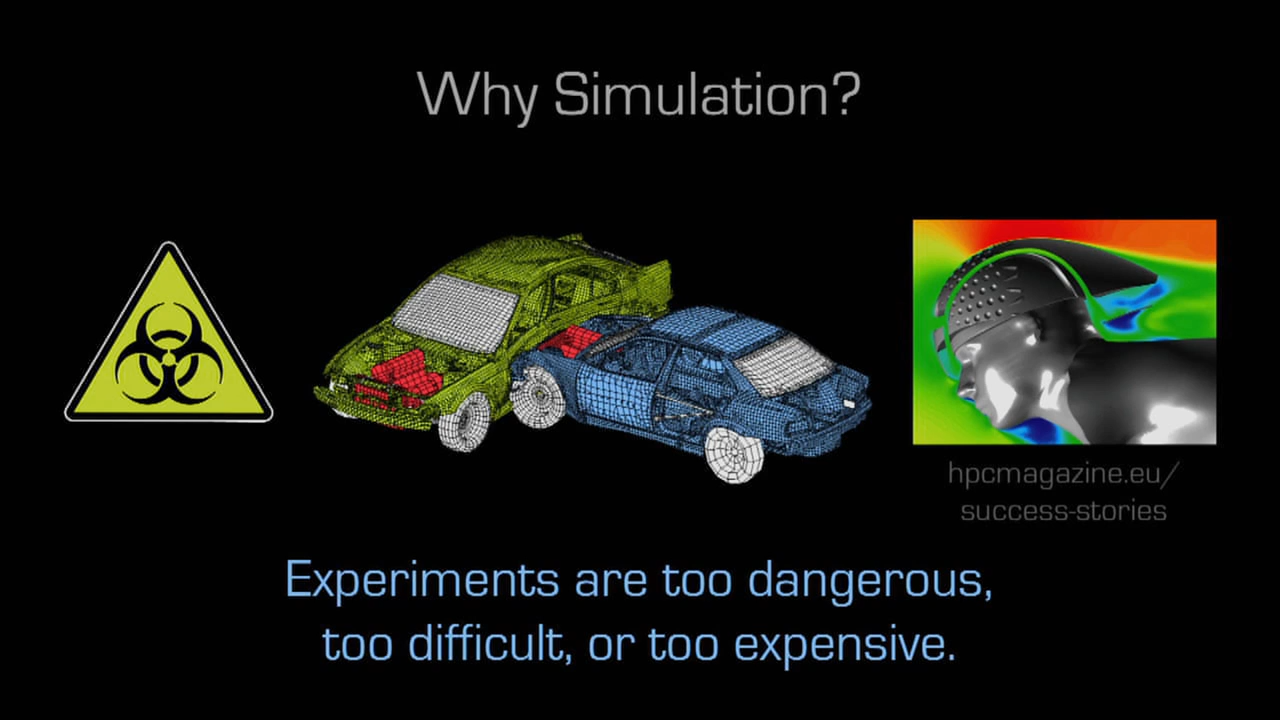 Why Simulation?
hpcmagazine.eu/
success-stories
Experiments are too dangerous,
too difficult, or too expensive.